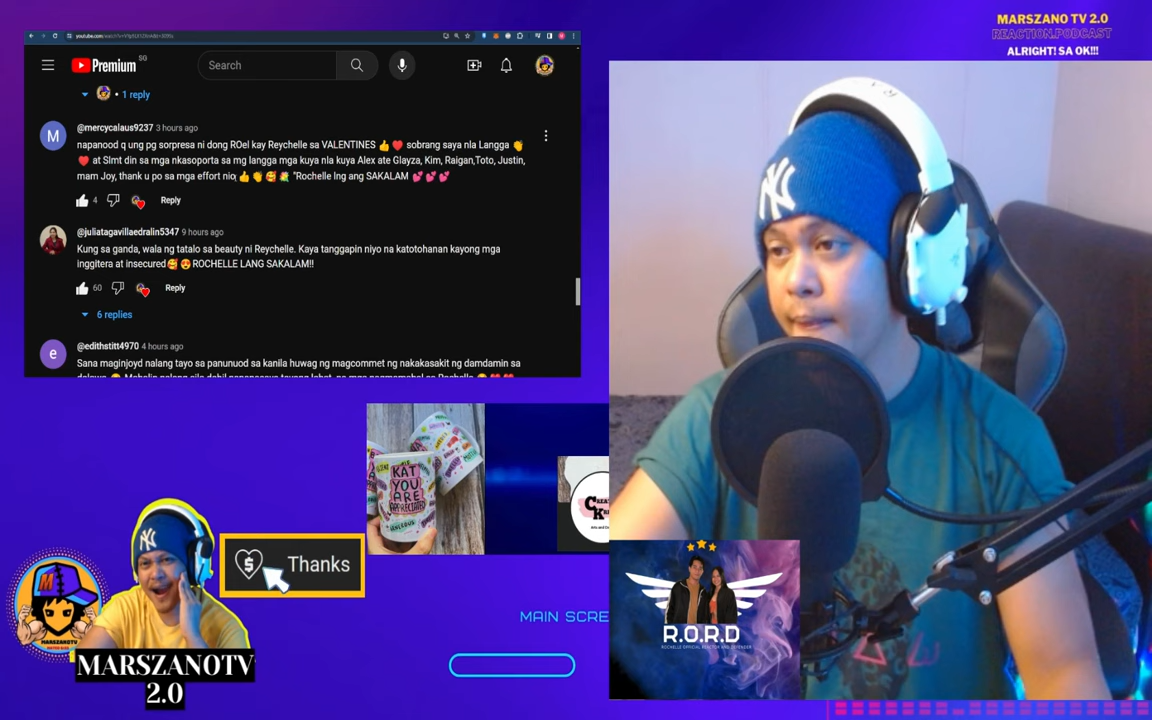 MARSZANO TV 2.0
REACTION.PODCAST
ALRIGHT! SA OK!!!
Premium
SG
Search
1 reply
M
@mercycalaus9237 3 hours ago
napanood q ung pg sorpresa ni dong ROel kay Reychelle sa VALENTINES 👍♥️ sobrang saya nla Langga 👏
♥️ at Slmt din sa mga nkasoporta sa mg langga mga kuya nla kuya Alex ate Glayza, Kim, Raigan,Toto, Justin,
mam Joy, thank u po sa mga effort nio 👍👏🥰💐 "Rochelle lng ang SAKALAM 💕💕💕
4 Reply
@juliatagavillaedralin5347 9 hours ago
Kung sa ganda, wala ng tatalo sa beauty ni Reychelle. Kaya tanggapin niyo na katotohanan kayong mga
inggitera at insecured🥰😍ROCHELLE LANG SAKALAM!!
60 Reply
6 replies
e
@edithstitt4970 4 hours ago
Sana maginjoyd nalang tayo sa panunuod sa kanila huwag ng magcommet ng nakakasakit ng damdamin sa
KAT
YOU
ARE
APPRECIATED
GENEROUS
Thanks
MAIN SCRE
R.O.R.D
ROCHELLE OFFICIAL REACTOR AND DEFENDER
MARSZANOTV
MARSZANOTV
2.0
NY